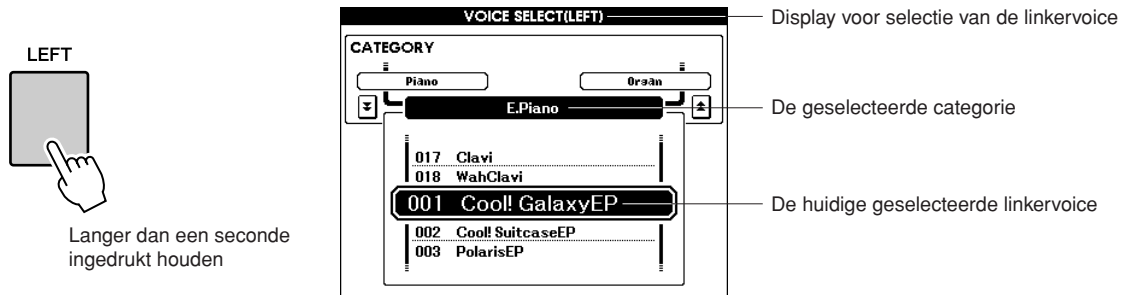 LEFT
Langer dan een seconde
ingedrukt houden
VOICE SELECT(LEFT)
CATEGORY
Piano
Organ
E.Piano
017 Clavi
018 WahClavi
001 Cool! GalaxyEP
002 Cool! SuitcaseEP
003 PolarisEP
Display voor selectie van de linkervoice
De geselecteerde categorie
De huidige geselecteerde linkervoice